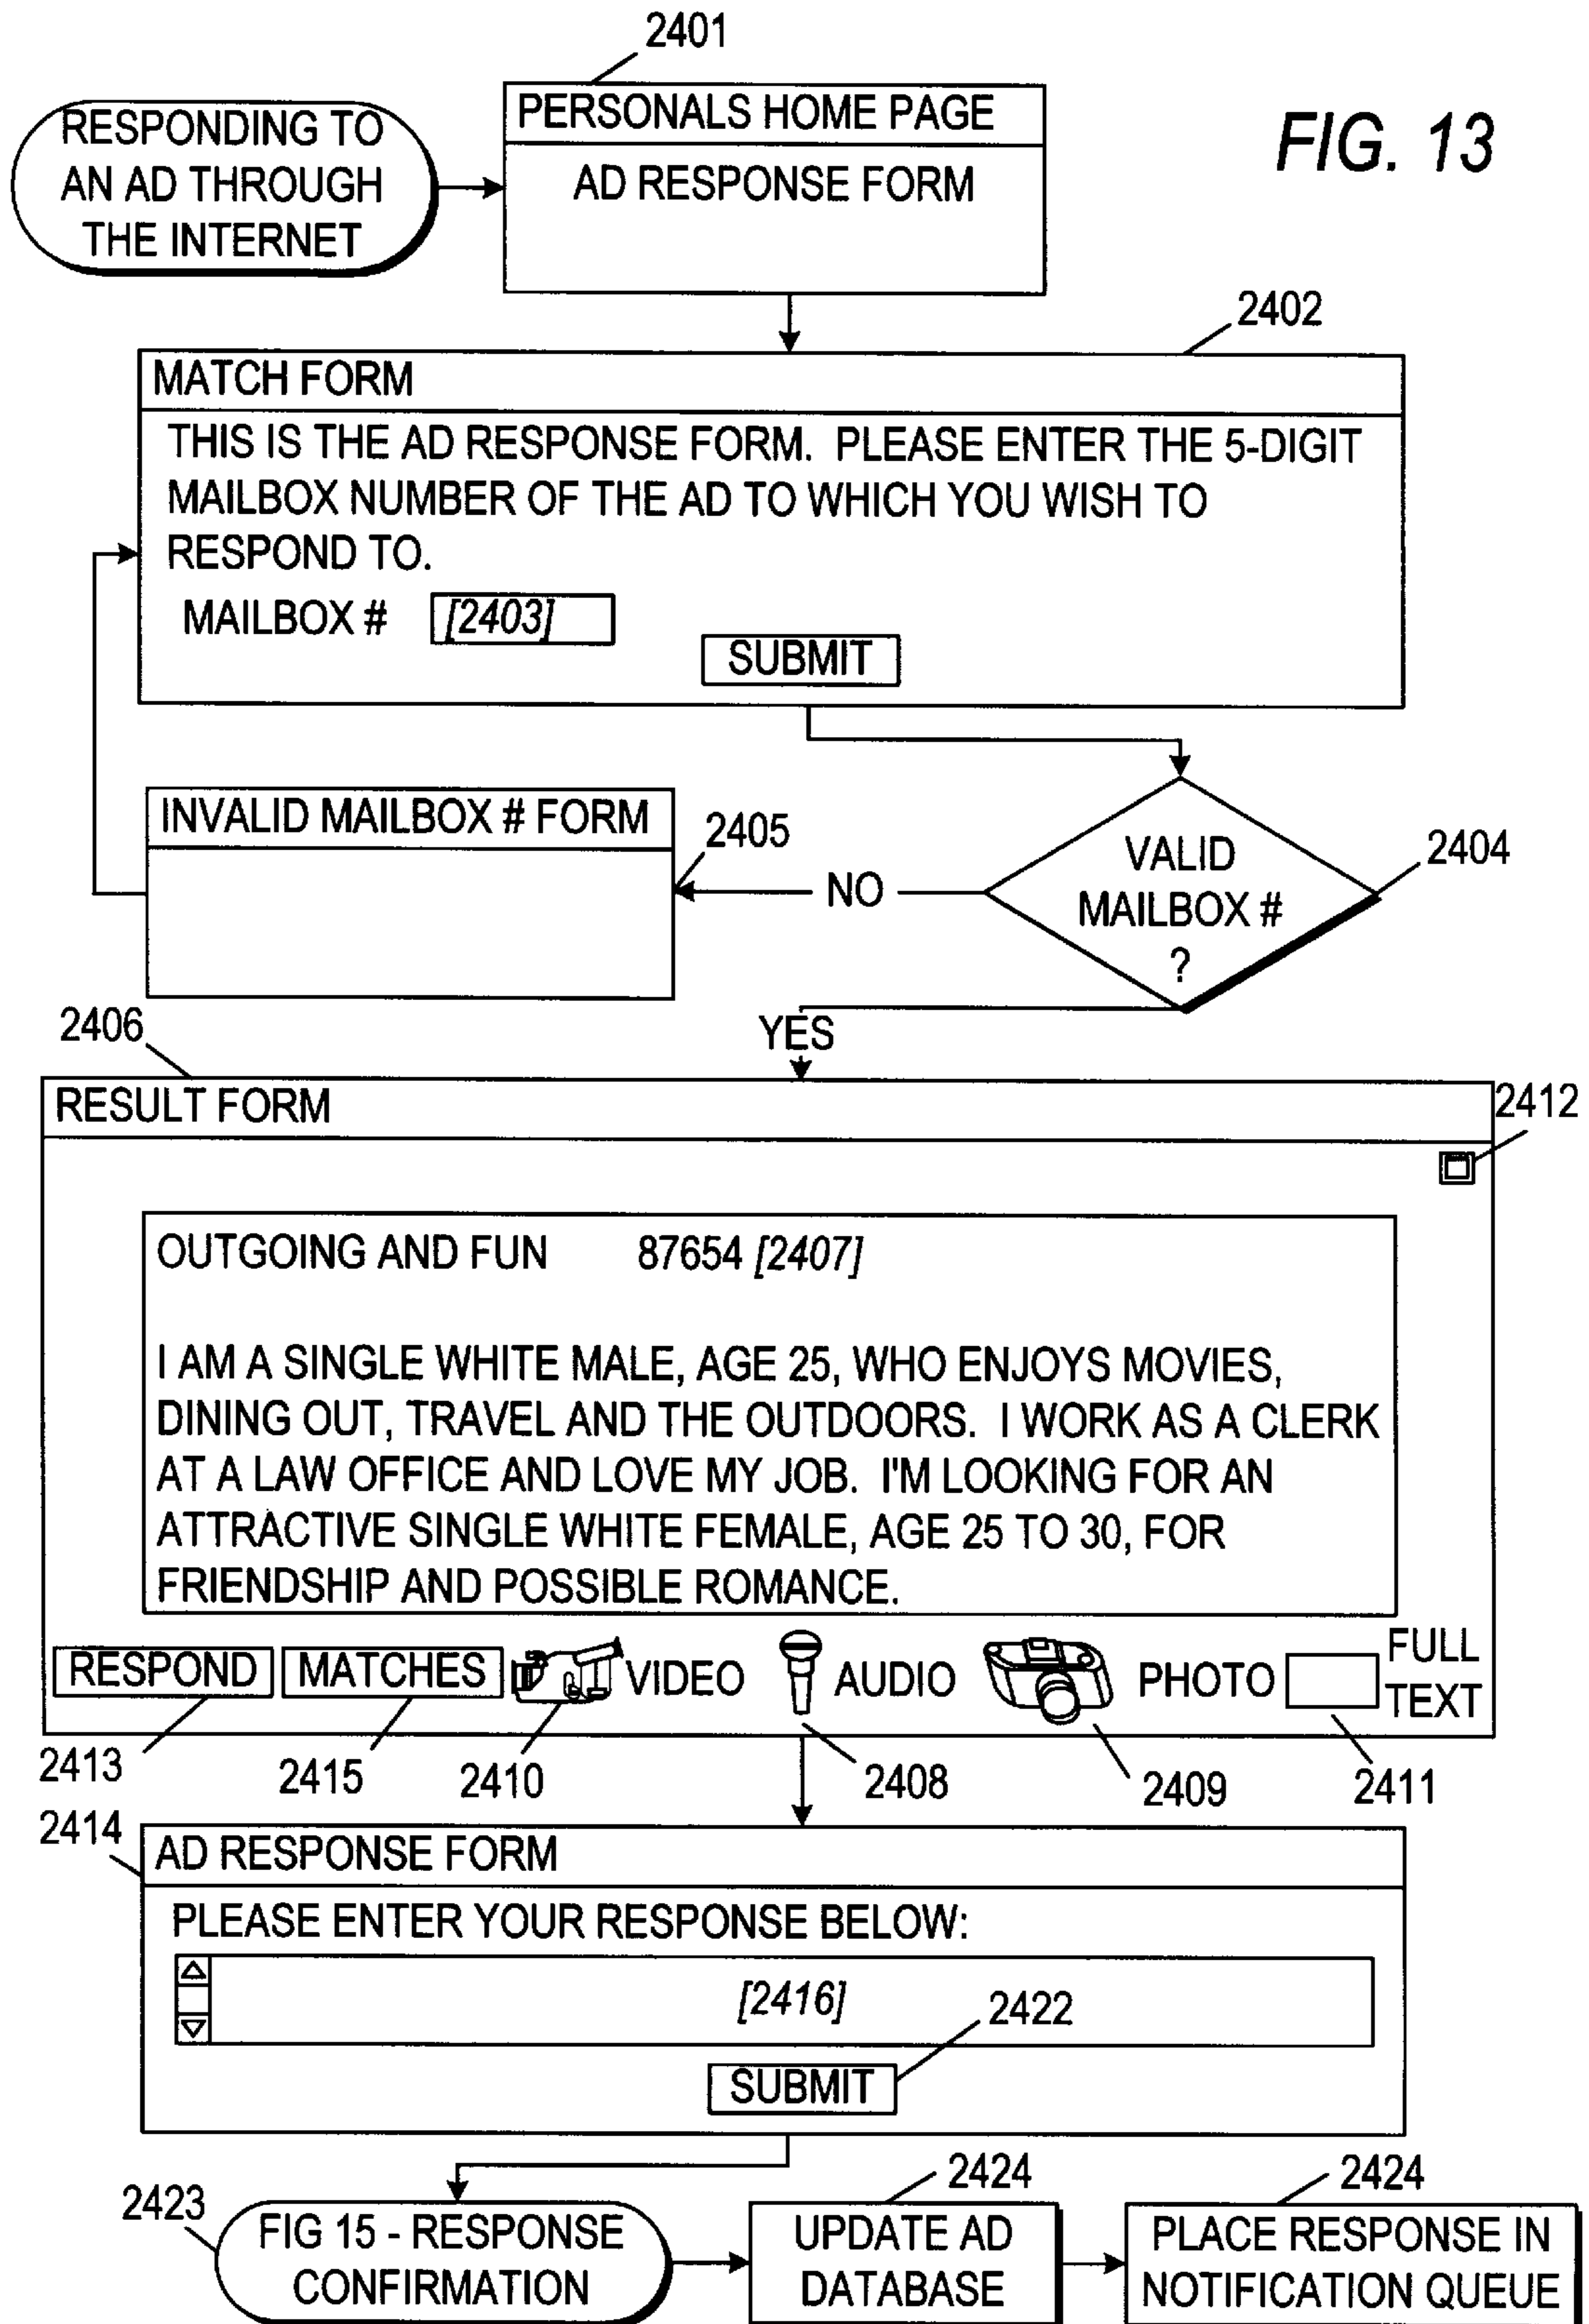 2401
RESPONDING TO
AN AD THROUGH
THE INTERNET
PERSONALS HOME PAGE
AD RESPONSE FORM
FIG. 13
2402
MATCH FORM
THIS IS THE AD RESPONSE FORM. PLEASE ENTER THE 5-DIGIT
MAILBOX NUMBER OF THE AD TO WHICH YOU WISH TO
RESPOND TO.
MAILBOX # [2403]
SUBMIT
INVALID MAILBOX # FORM
2405
NO
VALID
MAILBOX #
?
2404
YES
2406
RESULT FORM
2412
OUTGOING AND FUN 87654 [2407]
I AM A SINGLE WHITE MALE, AGE 25, WHO ENJOYS MOVIES,
DINING OUT, TRAVEL AND THE OUTDOORS. I WORK AS A CLERK
AT A LAW OFFICE AND LOVE MY JOB. I'M LOOKING FOR AN
ATTRACTIVE SINGLE WHITE FEMALE, AGE 25 TO 30, FOR
FRIENDSHIP AND POSSIBLE ROMANCE.
RESPOND MATCHES VIDEO AUDIO PHOTO FULL
TEXT
2413 2415 2410 2408 2409 2411
2414
AD RESPONSE FORM
PLEASE ENTER YOUR RESPONSE BELOW:
[2416]
2422
SUBMIT
2423
FIG 15 - RESPONSE
CONFIRMATION
2424
UPDATE AD
DATABASE
2424
PLACE RESPONSE IN
NOTIFICATION QUEUE